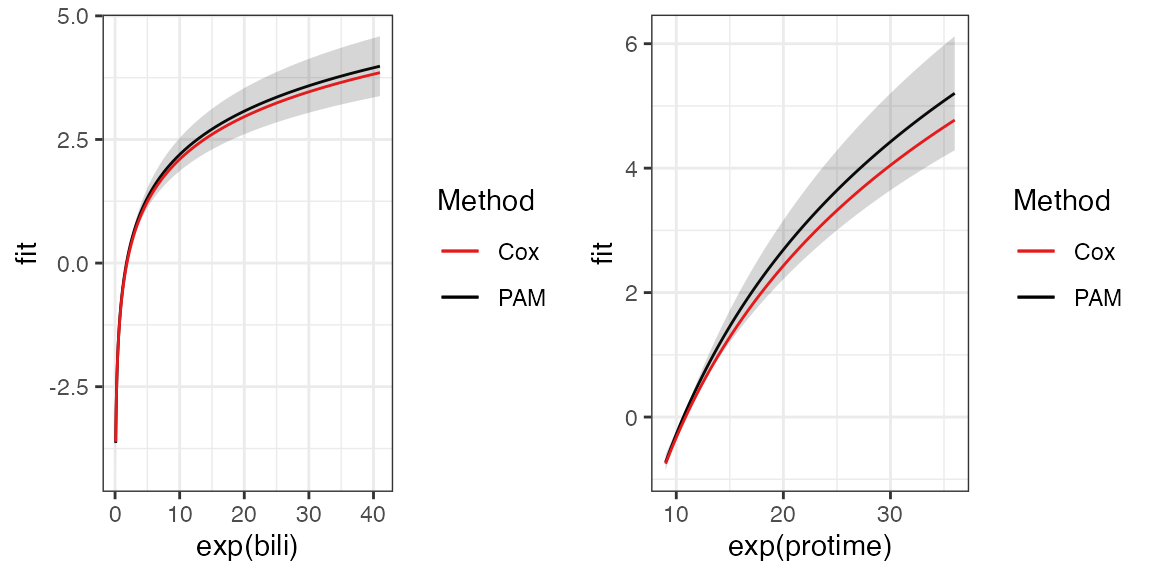 5.0
2.5
0.0
-2.5
fit
0 10 20 30 40
exp(bili)
Method
Cox
PAM
6
4
2
0
fit
10 20 30
exp(protime)
Method
Cox
PAM